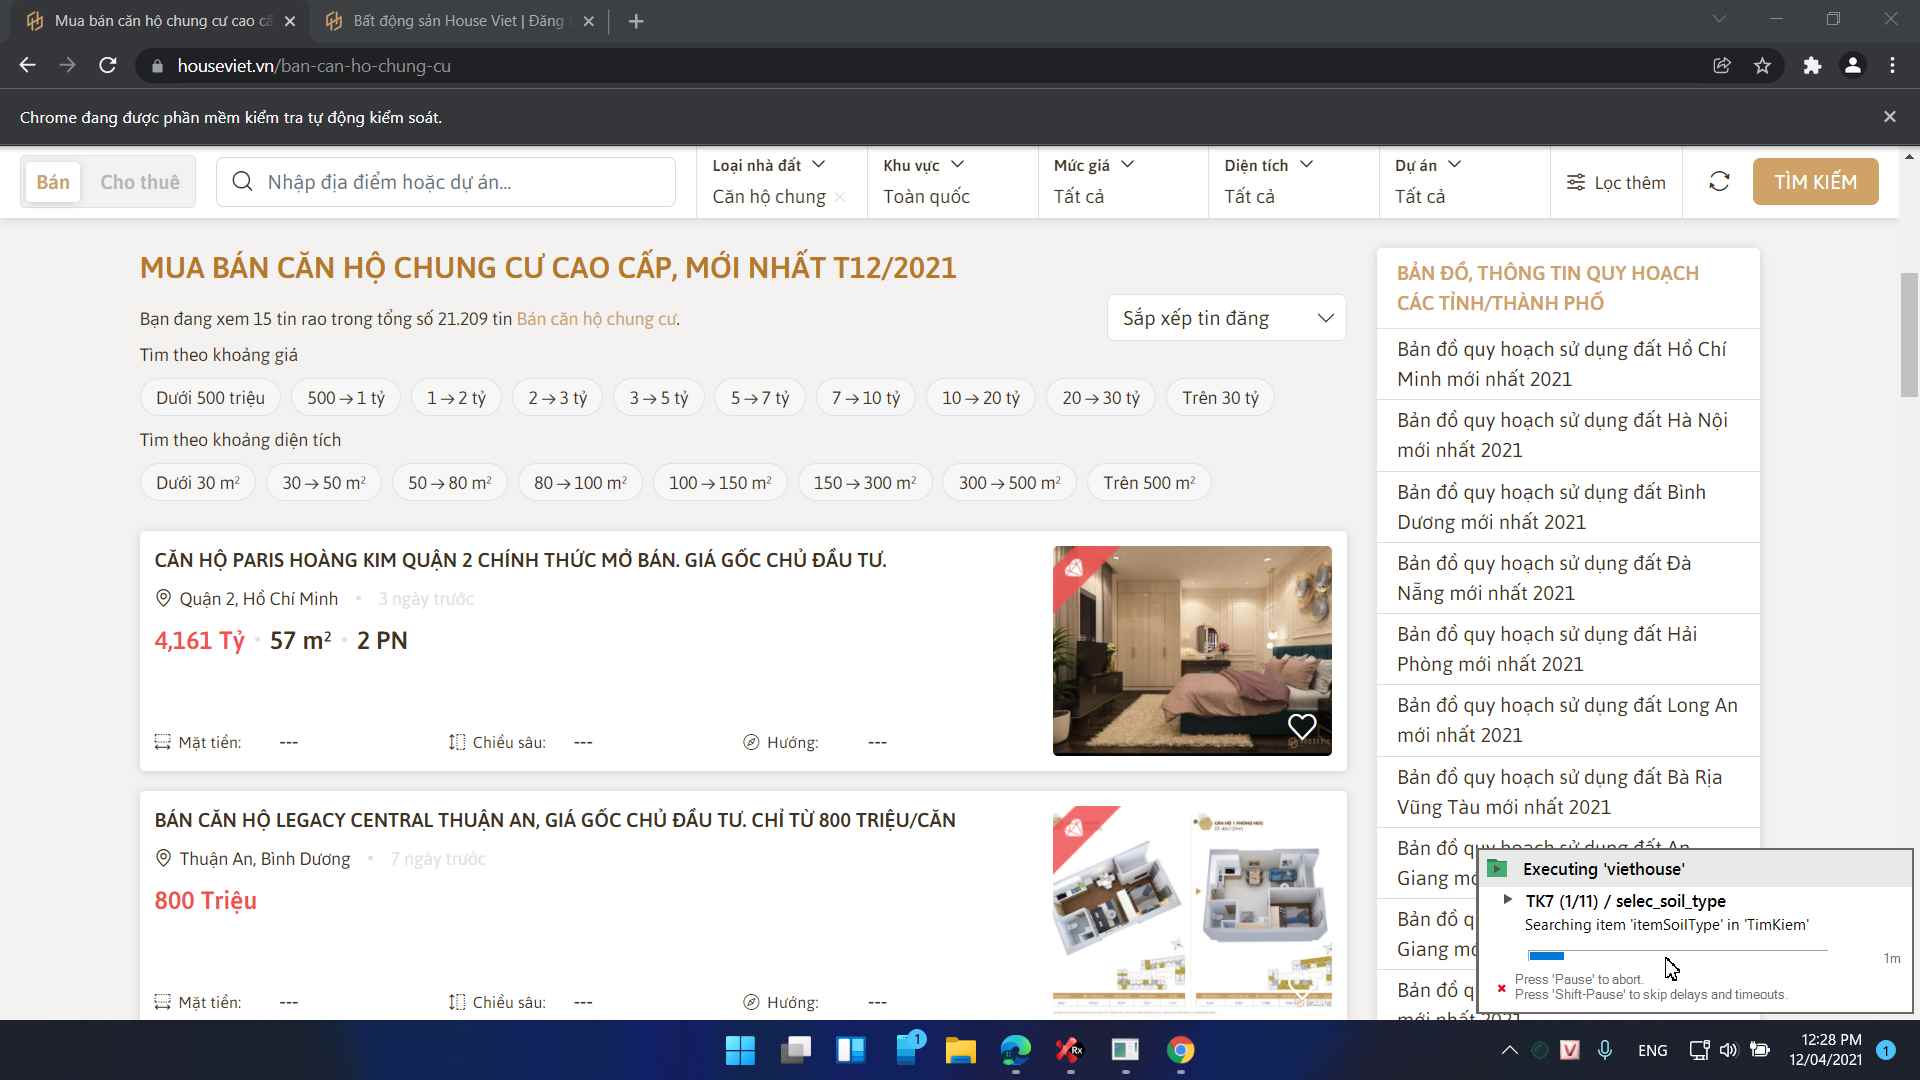 Mua bán căn hộ chung cư cao cấ
Bất động sản House Viet | Đăng
houseviet.vn/ban-can-ho-chung-cu
Chrome đang được phần mềm kiểm tra tự động kiểm soát.
Bán
Cho thuê
Nhập địa điểm hoặc dự án...
Loại nhà đất
Căn hộ chung
Khu vực
Toàn quốc
Mức giá
Tất cả
Diện tích
Tất cả
Dự án
Tất cả
Lọc thêm
TÌM KIẾM
MUA BÁN CĂN HỘ CHUNG CƯ CAO CẤP, MỚI NHẤT T12/2021
Bạn đang xem 15 tin rao trong tổng số 21.209 tin Bán căn hộ chung cư.
Sắp xếp tin đăng
Tìm theo khoảng giá
Dưới 500 triệu
500 → 1 tỷ
1 → 2 tỷ
2 → 3 tỷ
3 → 5 tỷ
5 → 7 tỷ
7 → 10 tỷ
10 → 20 tỷ
20 → 30 tỷ
Trên 30 tỷ
Tìm theo khoảng diện tích
Dưới 30 m²
30 → 50 m²
50 → 80 m²
80 → 100 m²
100 → 150 m²
150 → 300 m²
300 → 500 m²
Trên 500 m²
CĂN HỘ PARIS HOÀNG KIM QUẬN 2 CHÍNH THỨC MỞ BÁN. GIÁ GỐC CHỦ ĐẦU TƯ.
Quận 2, Hồ Chí Minh • 3 ngày trước
4,161 Tỷ • 57 m² • 2 PN
Mặt tiền: ---
Chiều sâu: ---
Hướng: ---
BÁN CĂN HỘ LEGACY CENTRAL THUẬN AN, GIÁ GỐC CHỦ ĐẦU TƯ. CHỈ TỪ 800 TRIỆU/CĂN
Thuận An, Bình Dương • 7 ngày trước
800 Triệu
Mặt tiền: ---
Chiều sâu: ---
Hướng: ---
BẢN ĐỒ, THÔNG TIN QUY HOẠCH
CÁC TỈNH/THÀNH PHỐ
Bản đồ quy hoạch sử dụng đất Hồ Chí
Minh mới nhất 2021
Bản đồ quy hoạch sử dụng đất Hà Nội
mới nhất 2021
Bản đồ quy hoạch sử dụng đất Bình
Dương mới nhất 2021
Bản đồ quy hoạch sử dụng đất Đà
Nẵng mới nhất 2021
Bản đồ quy hoạch sử dụng đất Hải
Phòng mới nhất 2021
Bản đồ quy hoạch sử dụng đất Long An
mới nhất 2021
Bản đồ quy hoạch sử dụng đất Bà Rịa
Vũng Tàu mới nhất 2021
Bản đồ quy hoạch sử dụng đất An
Giang
Bản đồ
Giang
Bản đồ
mới nhất 2021
Executing 'viethouse'
TK7 (1/11) / selec_soil_type
Searching item 'itemSoilType' in 'TimKiem'
1m
Press 'Pause' to abort.
Press 'Shift-Pause' to skip delays and timeouts.
1
ENG
12:28 PM
12/04/2021
1